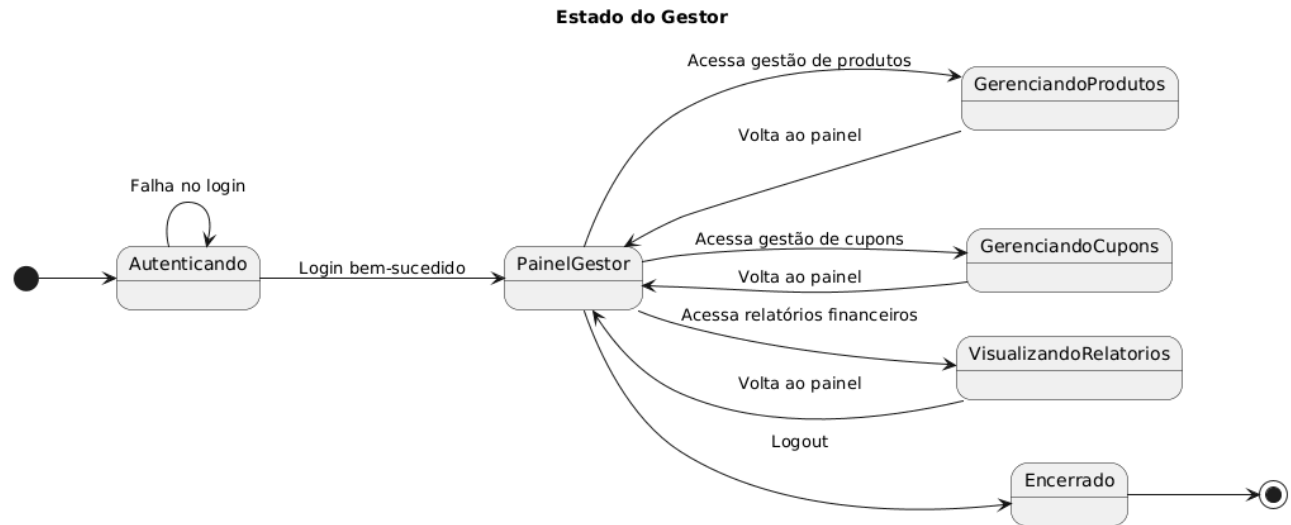 Estado do Gestor
Acessa gestão de produtos
GerenciandoProdutos
Volta ao painel
Falha no login
Autenticando
Login bem-sucedido
PainelGestor
Acessa gestão de cupons
GerenciandoCupons
Volta ao painel
Acessa relatórios financeiros
VisualizandoRelatorios
Volta ao painel
Logout
Encerrado